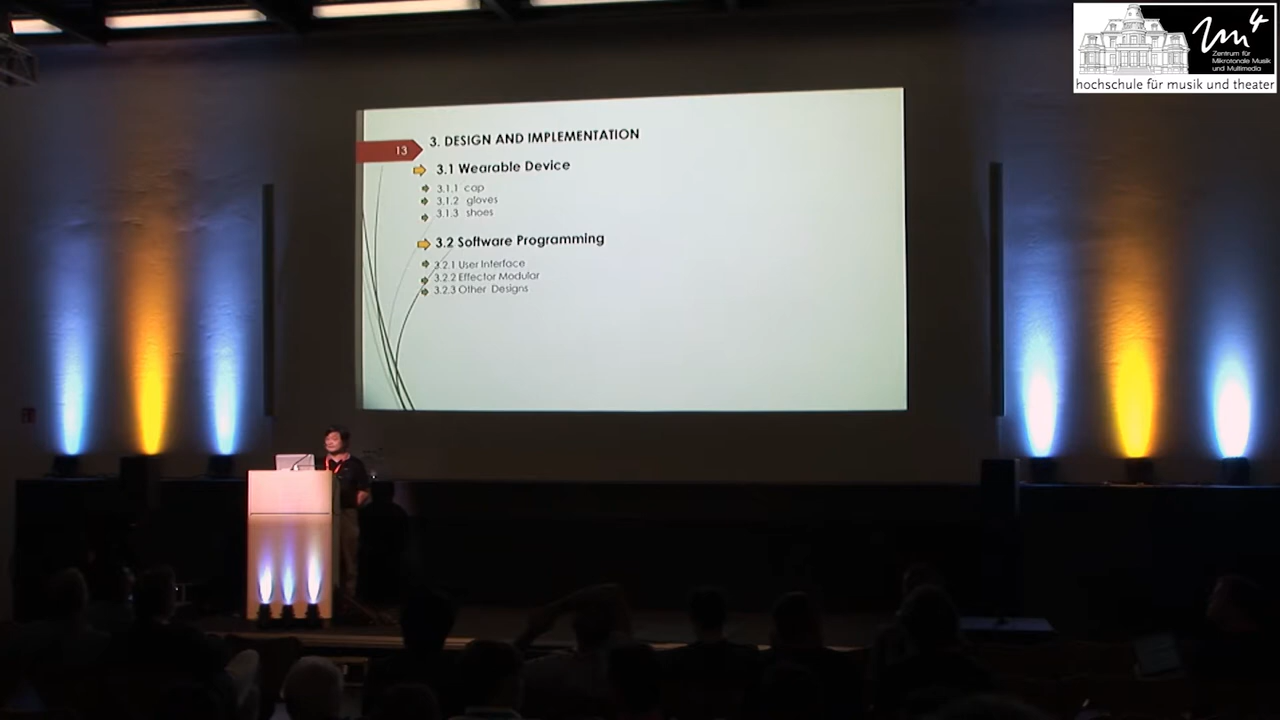 m4
Zentrum für
Mikrotonale Musik
und Multimedia
hochschule für musik und theater
13
3. DESIGN AND IMPLEMENTATION
3.1 Wearable Device
3.1.1 cap
3.1.2 gloves
3.1.3 shoes
3.2 Software Programming
3.2.1 User Interface
3.2.2 Effector Modular
3.2.3 Other Designs